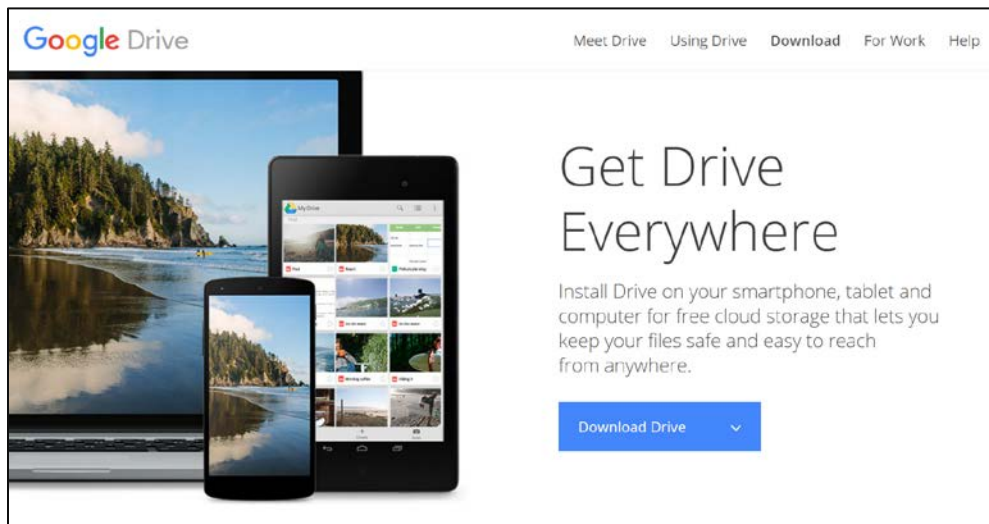 Google Drive
Meet Drive Using Drive Download For Work Help
Get Drive
Everywhere
Install Drive on your smartphone, tablet and
computer for free cloud storage that lets you
keep your files safe and easy to reach
from anywhere.
Download Drive
My Drive